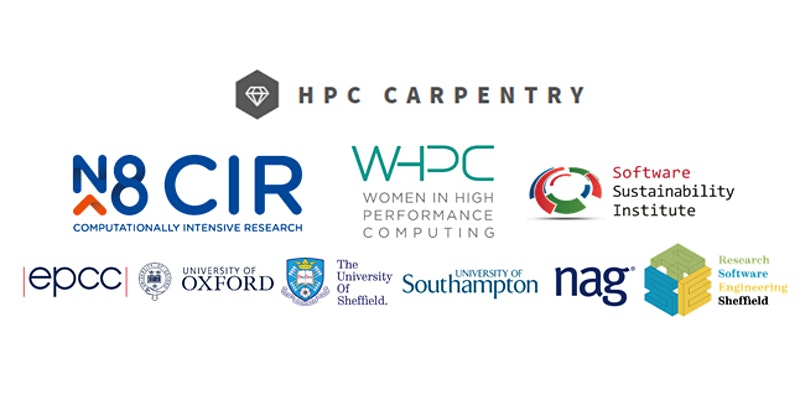 HPC CARPENTRY
N8 CIR
COMPUTATIONALLY INTENSIVE RESEARCH
WHPC
WOMEN IN HIGH
PERFORMANCE
COMPUTING
Software
Sustainability
Institute
epcc
UNIVERSITY OF
OXFORD
The
University
Of
Sheffield.
UNIVERSITY OF
Southampton
nag®
RSE
Research
Software
Engineering
Sheffield